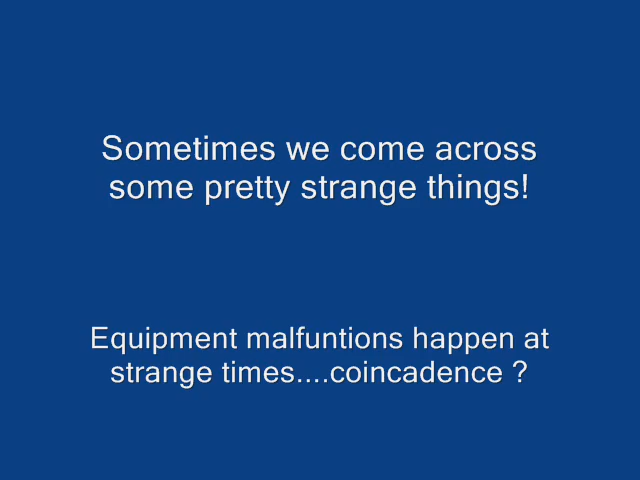 Sometimes we come across
some pretty strange things!
Equipment malfuntions happen at
strange times....coincadence ?